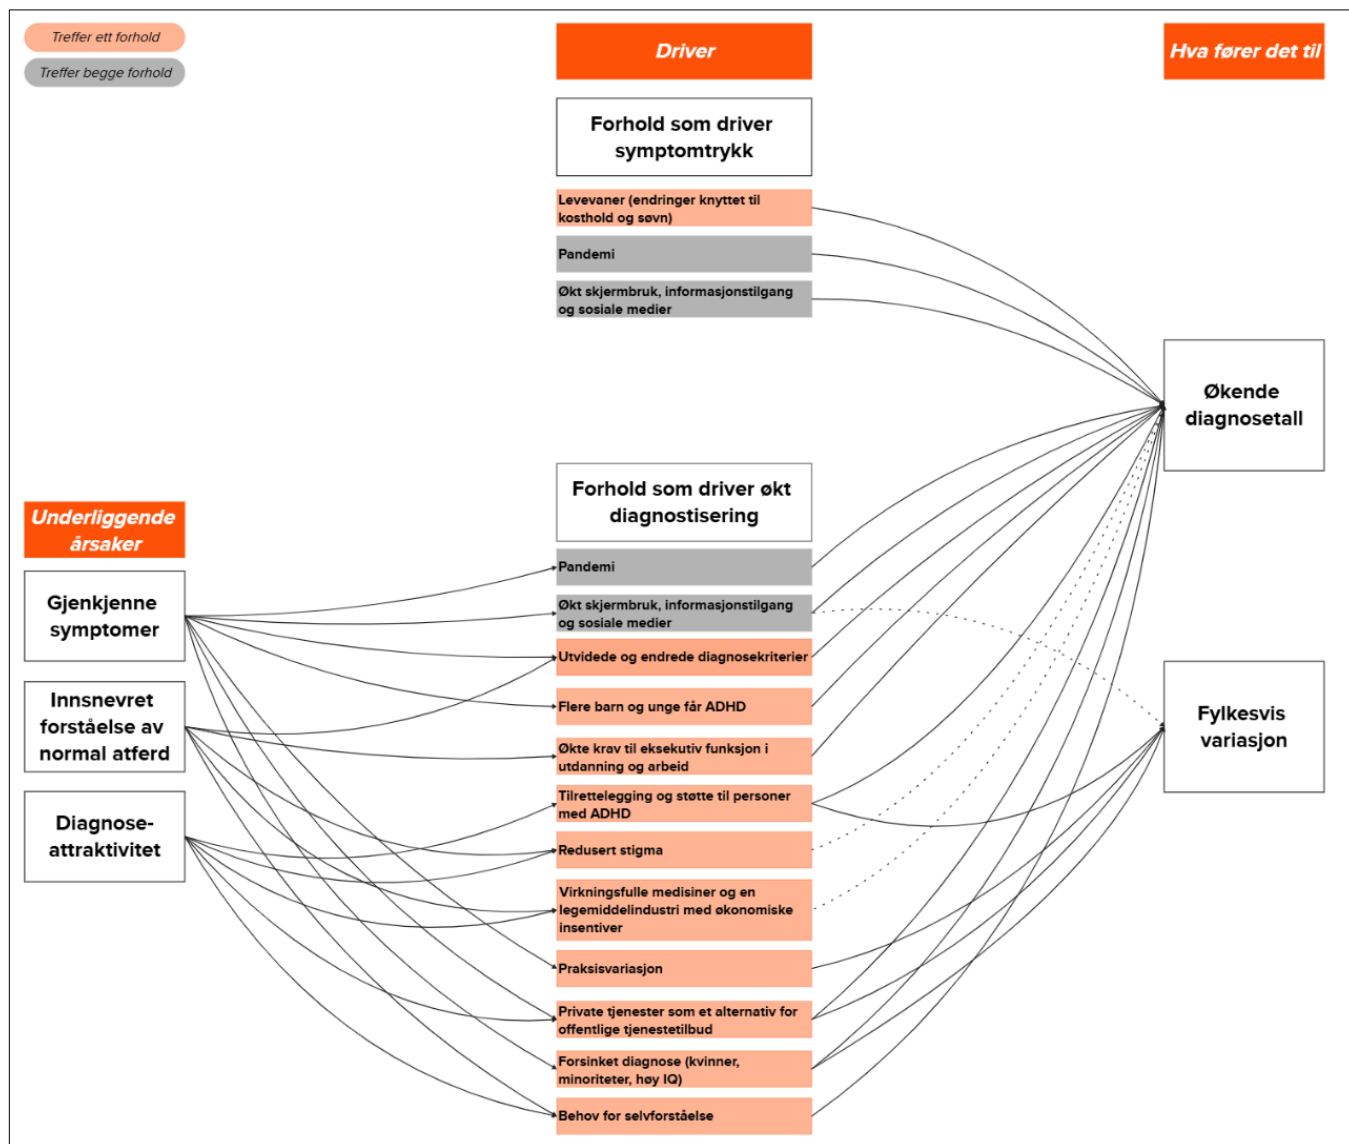 Treffer ett forhold
Treffer begge forhold
Driver
Hva fører det til
Forhold som driver
symptomtrykk
Levevaner (endringer knyttet til
kosthold og søvn)
Pandemi
Økt skjermbruk, informasjonstilgang
og sosiale medier
Økende
diagnosetall
Forhold som driver økt
diagnostisering
Underliggende
årsaker
Gjenkjenne
symptomer
Innsnevret
forståelse av
normal atferd
Diagnose-
attraktivitet
Pandemi
Økt skjermbruk, informasjonstilgang
og sosiale medier
Utvidede og endrede diagnosekriterier
Flere barn og unge får ADHD
Økte krav til eksekutiv funksjon i
utdanning og arbeid
Tilrettelegging og støtte til personer
med ADHD
Redusert stigma
Virkningsfulle medisiner og en
legemiddelindustri med økonomiske
insentiver
Praksisvariasjon
Private tjenester som et alternativ for
offentlige tjenestetilbud
Forsinket diagnose (kvinner,
minoriteter, høy IQ)
Behov for selvforståelse
Fylkesvis
variasjon